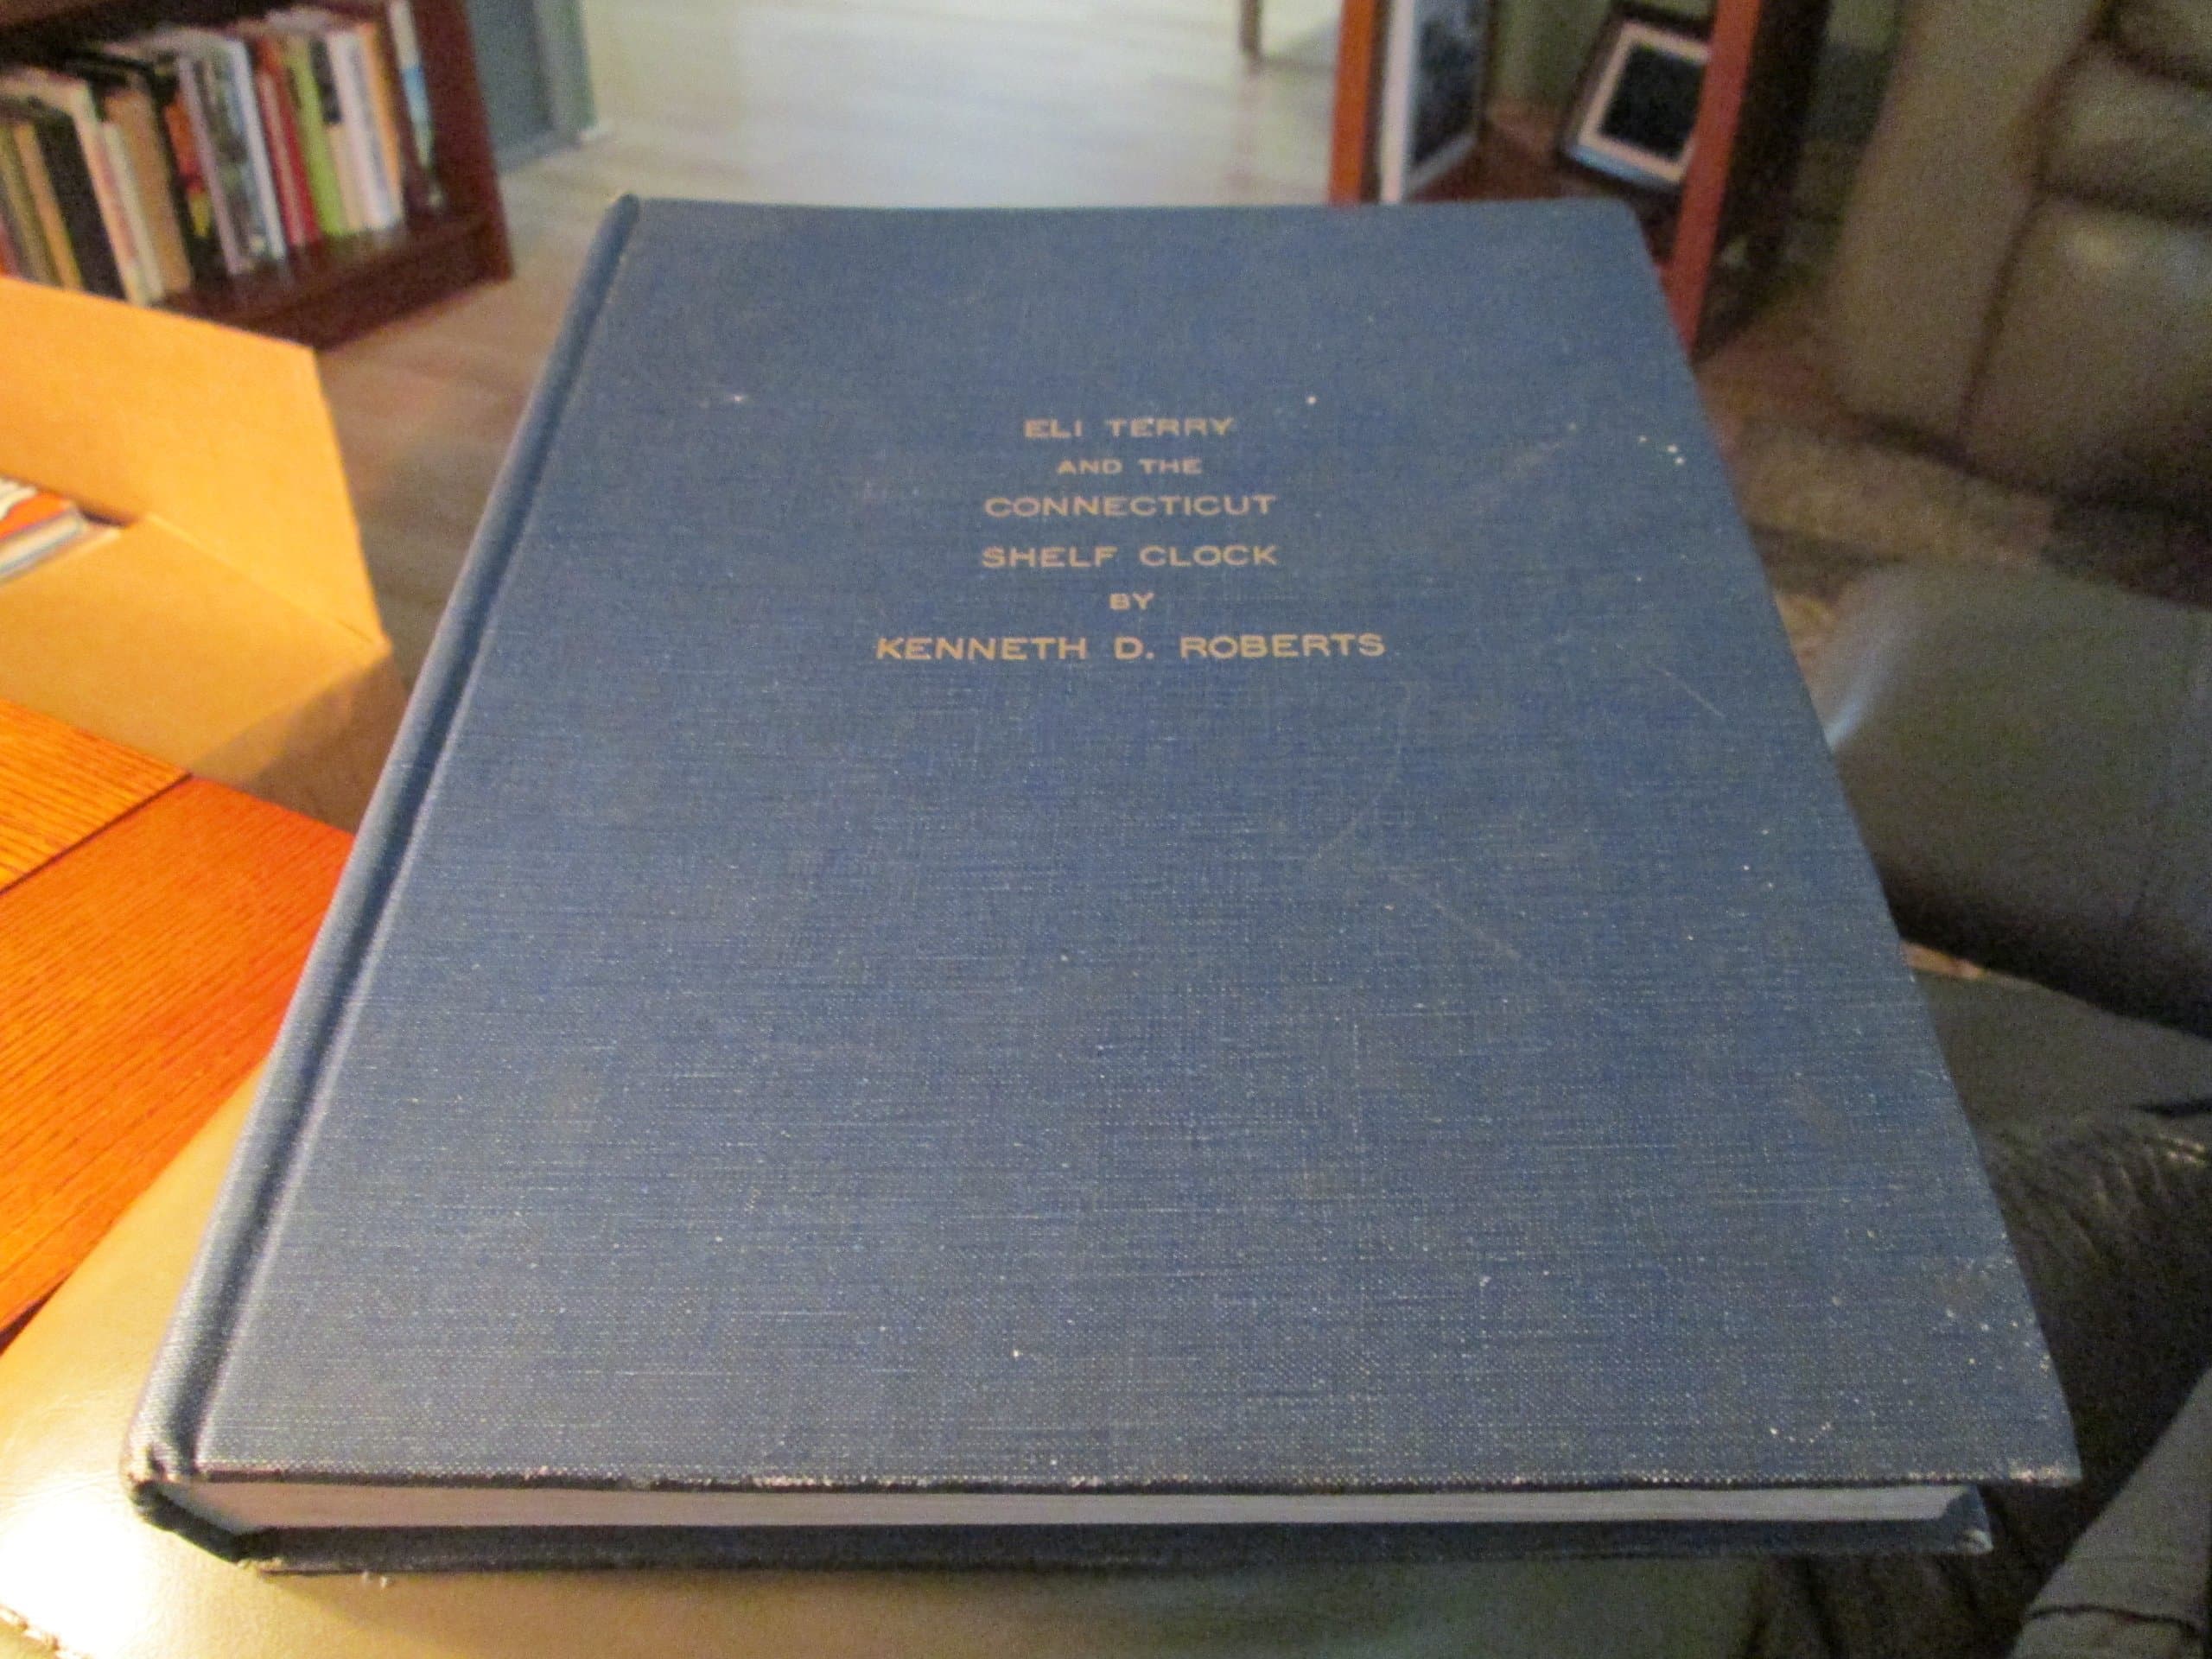 ELI TERRY
AND THE
CONNECTICUT
SHELF CLOCK
BY
KENNETH D. ROBERTS